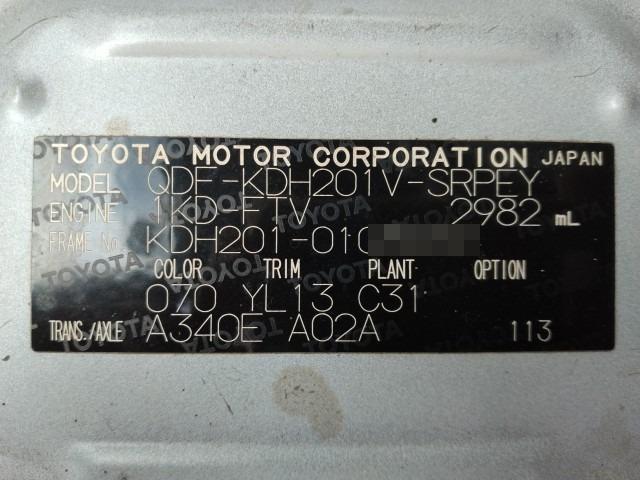 TOYOTA MOTOR CORPORATION JAPAN
MODEL QDF-KDH201V-SRPEY
ENGINE 1KD-FTV 2982 mL
FRAME No. KDH201-010
COLOR TRIM PLANT OPTION
070 YL13 C31
TRANS./AXLE A340E A02A 113